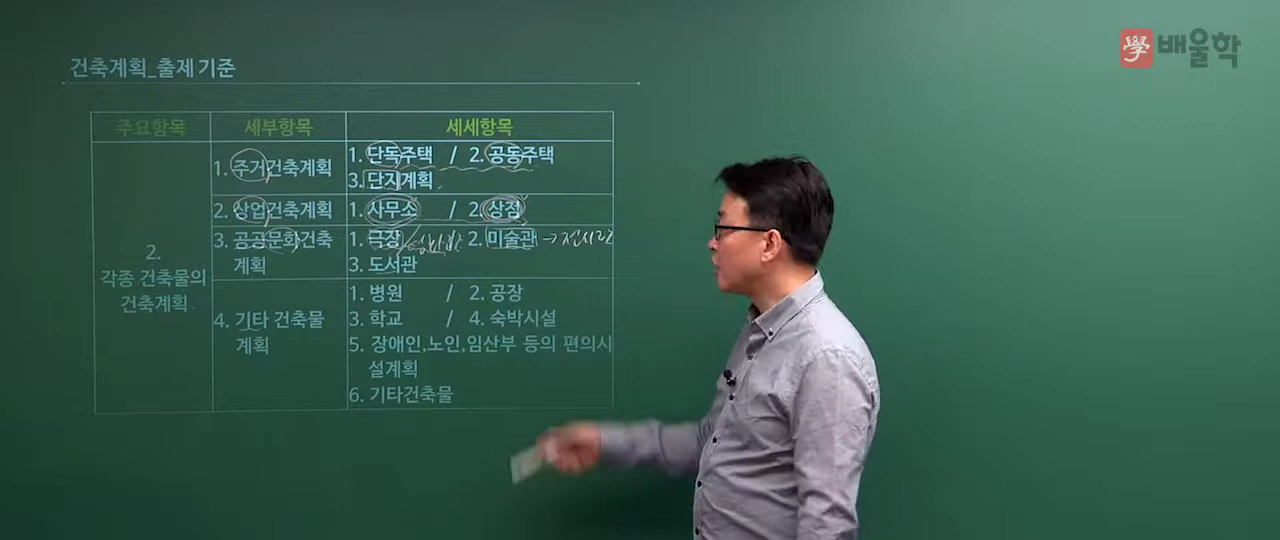 學 배울학
건축계획_출제 기준
주요항목 세부항목 세세항목
2.
각종 건축물의
건축계획
1. 주거건축계획
1. 단독주택 / 2. 공동주택
3. 단지계획
2. 상업건축계획
1. 사무소 / 2. 상점
3. 공공문화건축
계획
1. 극장 / 2. 미술관 → 전시관
3. 도서관
4. 기타 건축물
계획
1. 병원 / 2. 공장
3. 학교 / 4. 숙박시설
5. 장애인,노인,임산부 등의 편의시
설계획
6. 기타건축물